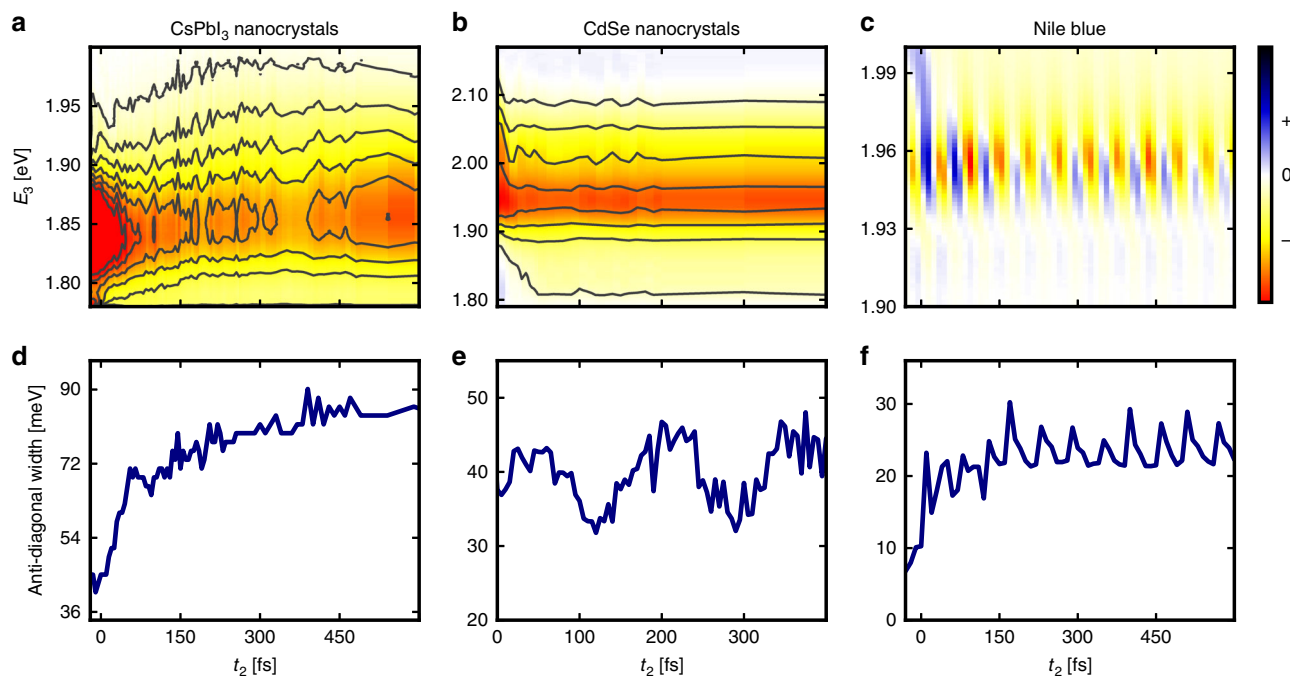 a
CsPbI3 nanocrystals
b
CdSe nanocrystals
c
Nile blue
E3 [eV]
1.95
1.90
1.85
1.80
2.10
2.00
1.90
1.80
1.99
1.96
1.93
1.90
+
0
–
d
e
f
Anti-diagonal width [meV]
90
72
54
36
50
40
30
20
30
20
10
0
0 150 300 450
0 100 200 300
0 150 300 450
t2 [fs]
t2 [fs]
t2 [fs]